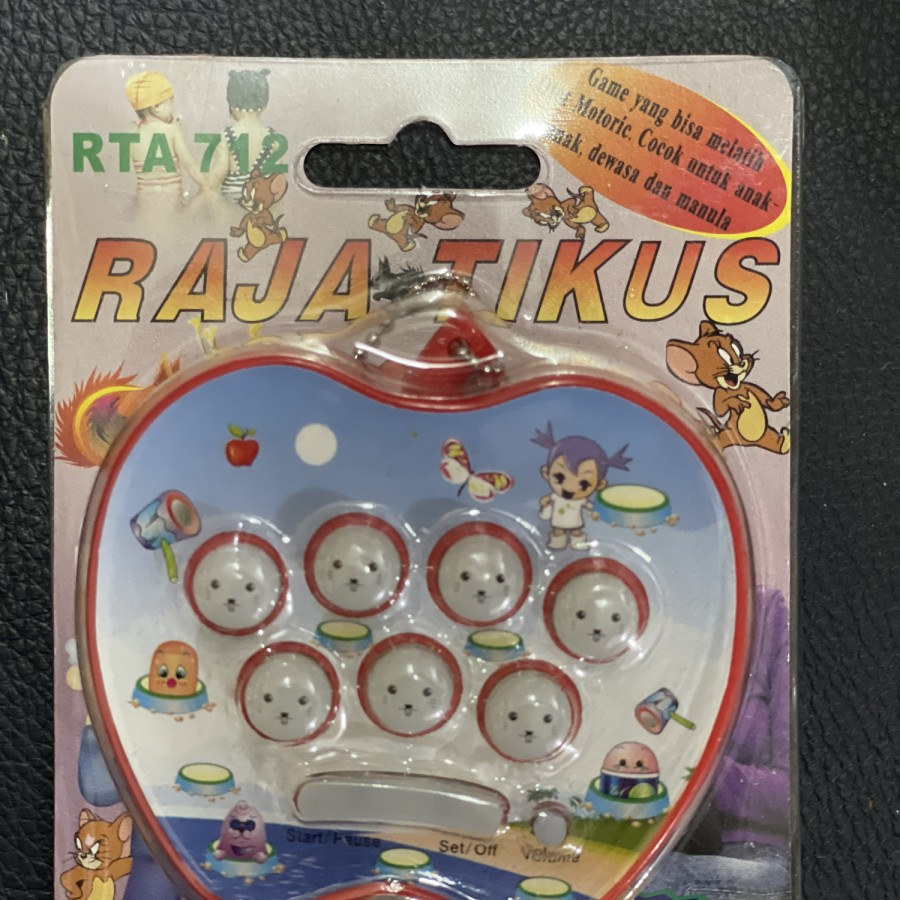 RTA 712
Game yang bisa melatih
Motoric. Cocok untuk anak-
anak, dewasa dan manula
RAJA TIKUS
Start/Pause
Set/Off
Volume